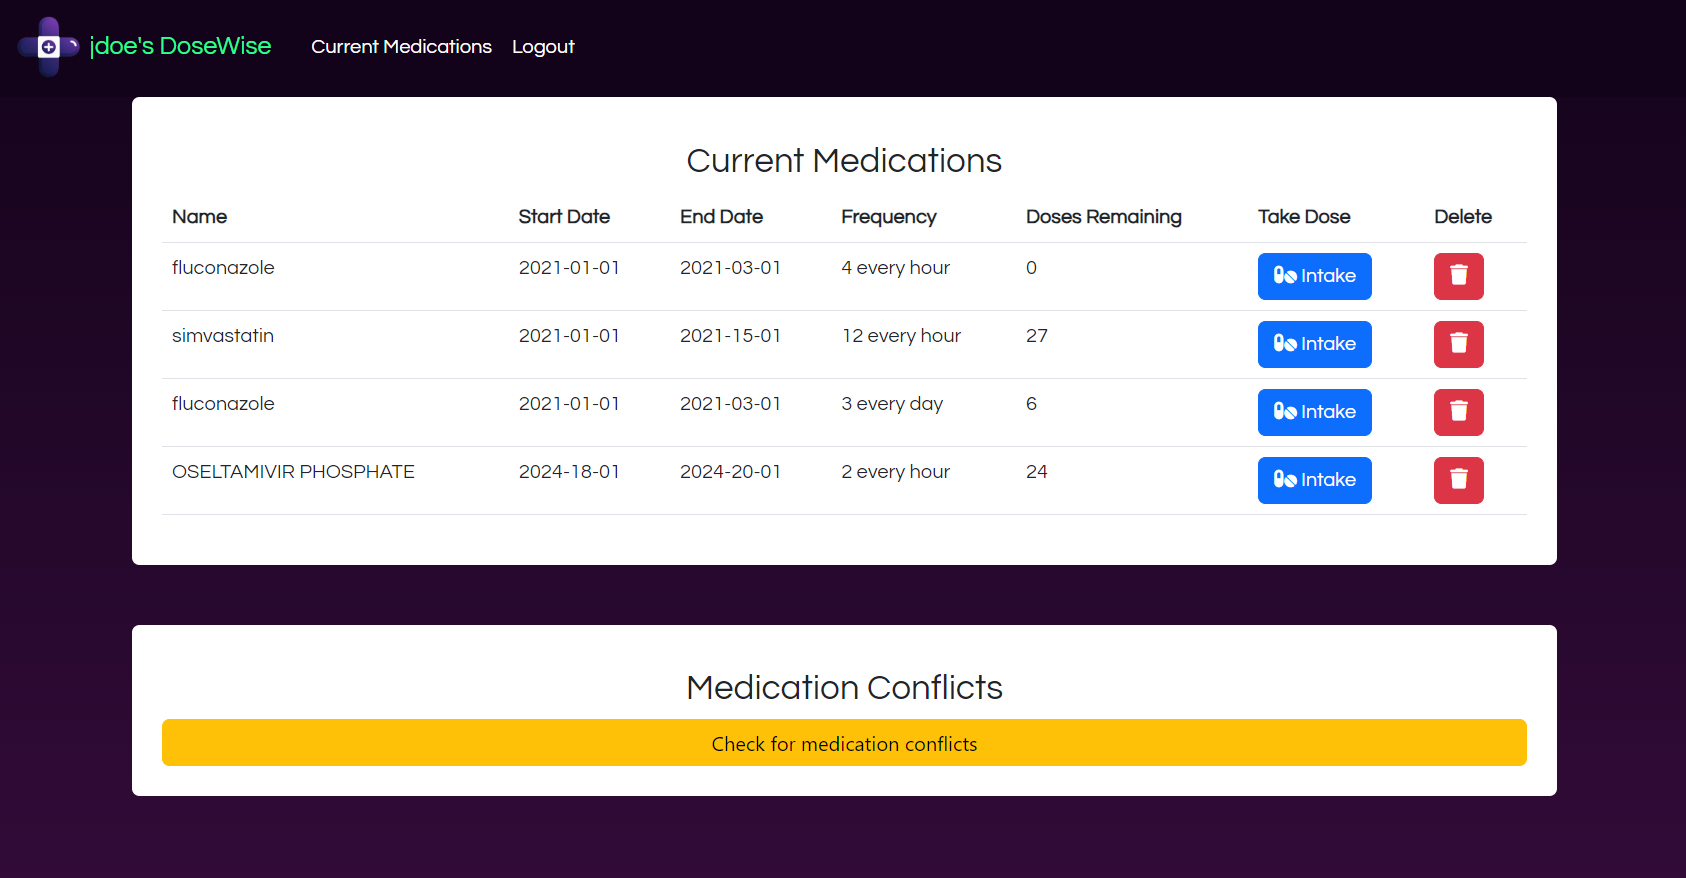 jdoe's DoseWise Current Medications Logout
Current Medications
Name Start Date End Date Frequency Doses Remaining Take Dose Delete
fluconazole 2021-01-01 2021-03-01 4 every hour 0 Intake
simvastatin 2021-01-01 2021-15-01 12 every hour 27 Intake
fluconazole 2021-01-01 2021-03-01 3 every day 6 Intake
OSELTAMIVIR PHOSPHATE 2024-18-01 2024-20-01 2 every hour 24 Intake
Medication Conflicts
Check for medication conflicts